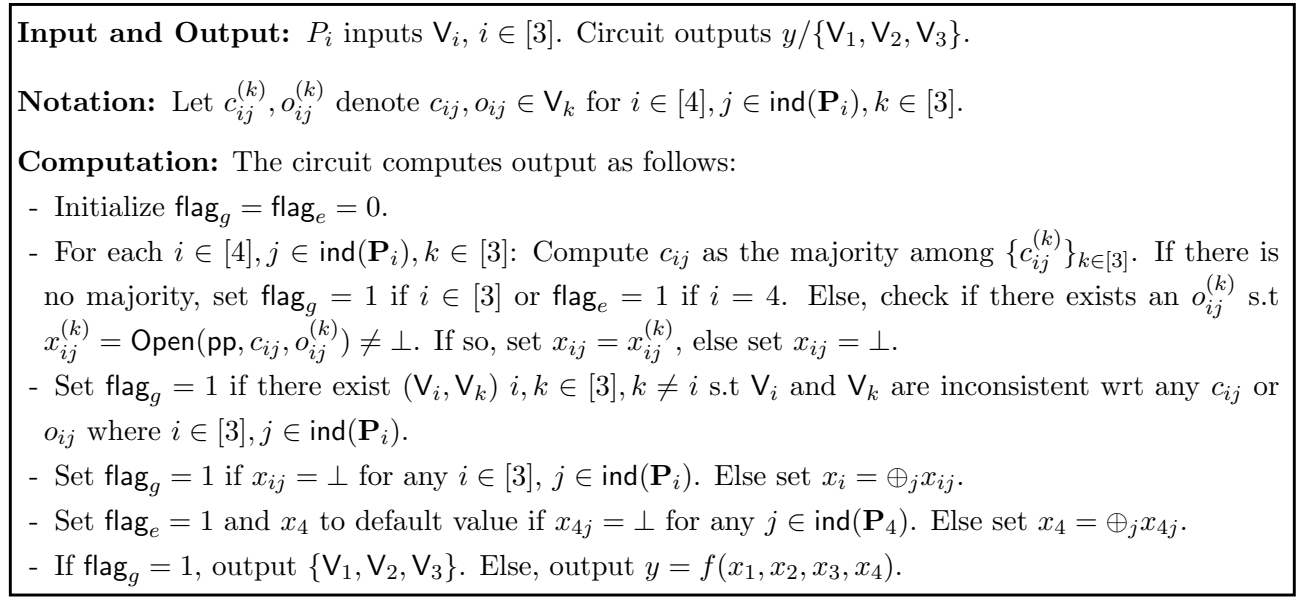 Input and Output: P_i inputs V_i, i ∈ [3]. Circuit outputs y/{V_1, V_2, V_3}.
Notation: Let c_{ij}^{(k)}, o_{ij}^{(k)} denote c_{ij}, o_{ij} ∈ V_k for i ∈ [4], j ∈ ind(P_i), k ∈ [3].
Computation: The circuit computes output as follows:
- Initialize flag_g = flag_e = 0.
- For each i ∈ [4], j ∈ ind(P_i), k ∈ [3]: Compute c_{ij} as the majority among {c_{ij}^{(k)}}_{k∈[3]}. If there is
no majority, set flag_g = 1 if i ∈ [3] or flag_e = 1 if i = 4. Else, check if there exists an o_{ij}^{(k)} s.t
x_{ij}^{(k)} = Open(pp, c_{ij}, o_{ij}^{(k)}) ≠ ⊥. If so, set x_{ij} = x_{ij}^{(k)}, else set x_{ij} = ⊥.
- Set flag_g = 1 if there exist (V_i, V_k) i, k ∈ [3], k ≠ i s.t V_i and V_k are inconsistent wrt any c_{ij} or
o_{ij} where i ∈ [3], j ∈ ind(P_i).
- Set flag_g = 1 if x_{ij} = ⊥ for any i ∈ [3], j ∈ ind(P_i). Else set x_i = ⊕_j x_{ij}.
- Set flag_e = 1 and x_4 to default value if x_{4j} = ⊥ for any j ∈ ind(P_4). Else set x_4 = ⊕_j x_{4j}.
- If flag_g = 1, output {V_1, V_2, V_3}. Else, output y = f(x_1, x_2, x_3, x_4).